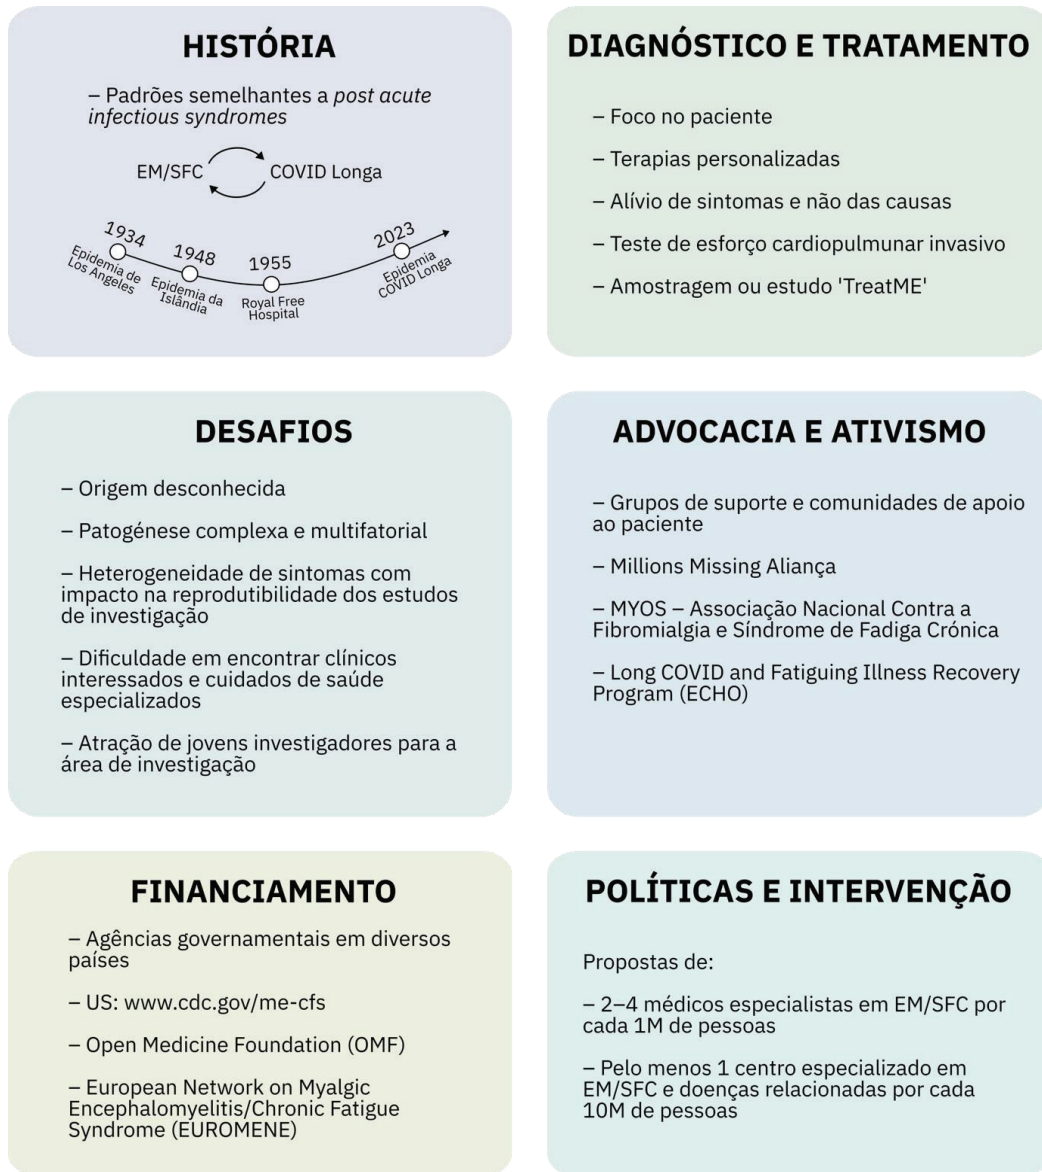 HISTÓRIA
– Padrões semelhantes a post acute
infectious syndromes
EM/SFC
COVID Longa
1934
Epidemia de
Los Angeles
1948
Epidemia da
Islândia
1955
Royal Free
Hospital
2023
Epidemia
COVID Longa
DIAGNÓSTICO E TRATAMENTO
– Foco no paciente
– Terapias personalizadas
– Alívio de sintomas e não das causas
– Teste de esforço cardiopulmunar invasivo
– Amostragem ou estudo 'TreatME'
DESAFIOS
– Origem desconhecida
– Patogénese complexa e multifatorial
– Heterogeneidade de sintomas com
impacto na reprodutibilidade dos estudos
de investigação
– Dificuldade em encontrar clínicos
interessados e cuidados de saúde
especializados
– Atração de jovens investigadores para a
área de investigação
ADVOCACIA E ATIVISMO
– Grupos de suporte e comunidades de apoio
ao paciente
– Millions Missing Aliança
– MYOS – Associação Nacional Contra a
Fibromialgia e Síndrome de Fadiga Crónica
– Long COVID and Fatiguing Illness Recovery
Program (ECHO)
FINANCIAMENTO
– Agências governamentais em diversos
países
– US: www.cdc.gov/me-cfs
– Open Medicine Foundation (OMF)
– European Network on Myalgic
Encephalomyelitis/Chronic Fatigue
Syndrome (EUROMENE)
POLÍTICAS E INTERVENÇÃO
Propostas de:
– 2–4 médicos especialistas em EM/SFC por
cada 1M de pessoas
– Pelo menos 1 centro especializado em
EM/SFC e doenças relacionadas por cada
10M de pessoas